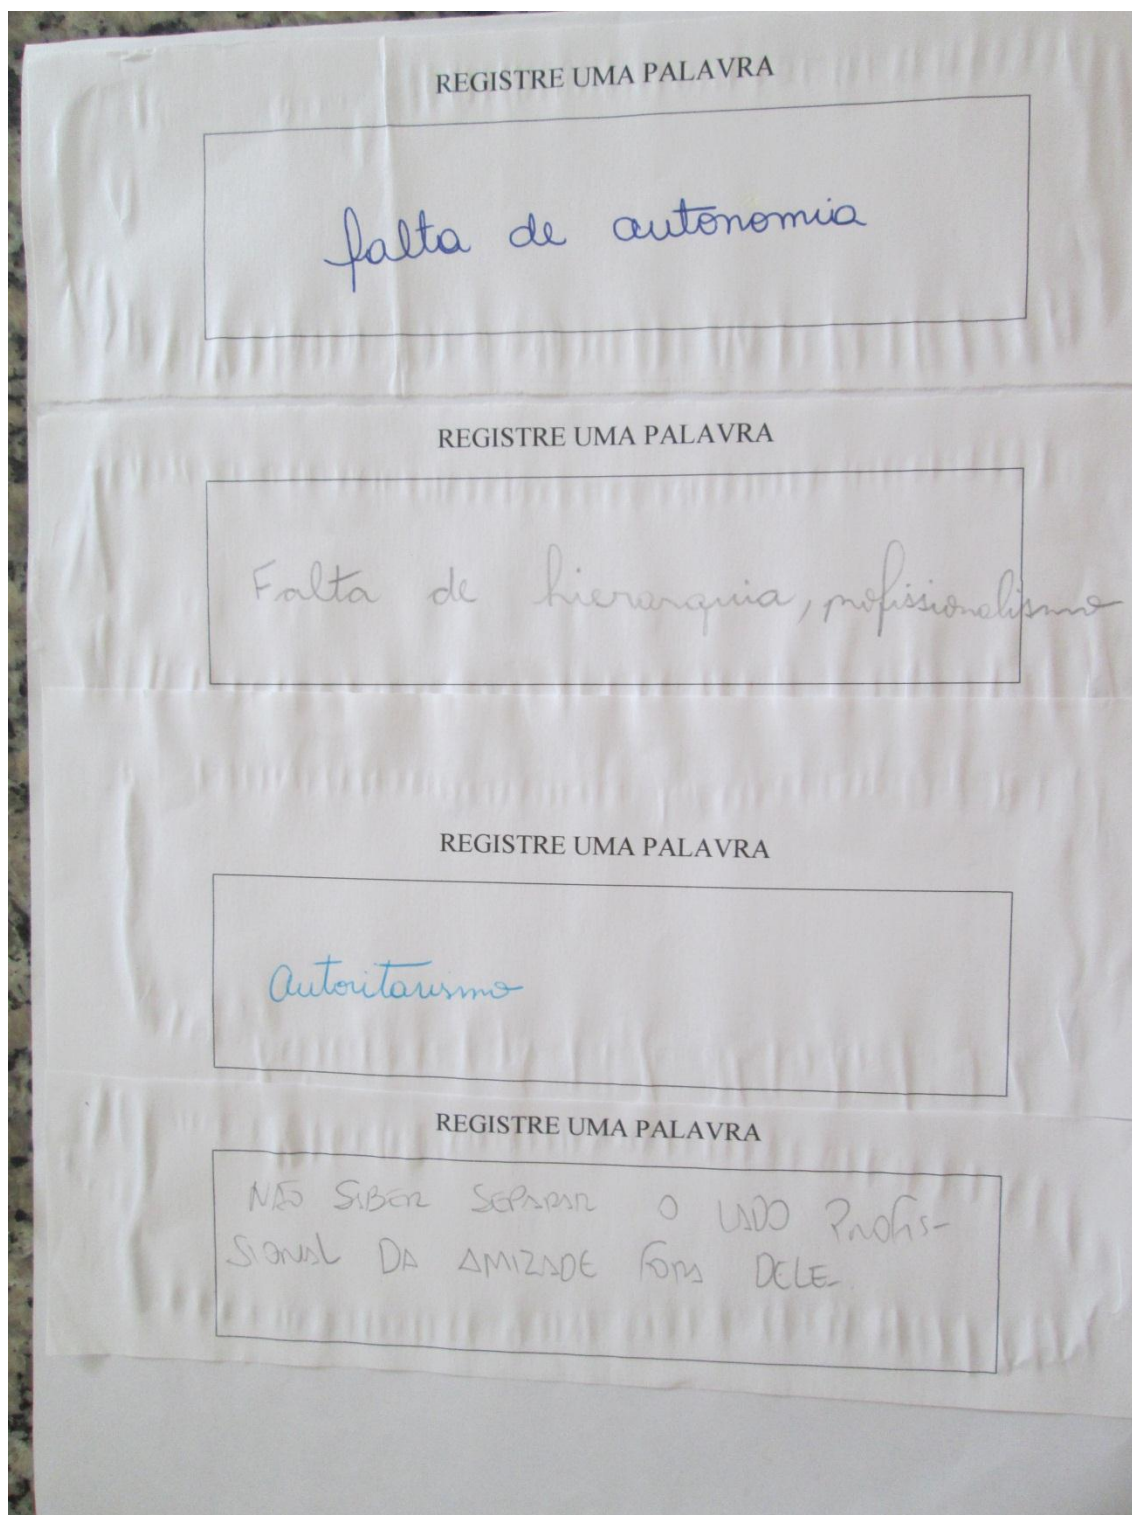 REGISTRE UMA PALAVRA
falta de autonomia
REGISTRE UMA PALAVRA
Falta de hierarquia, profissionalismo
REGISTRE UMA PALAVRA
Autoritarismo
REGISTRE UMA PALAVRA
NÃO SABER SEPARAR O LADO PROFIS-
SIONAL DA AMIZADE FORA DELE